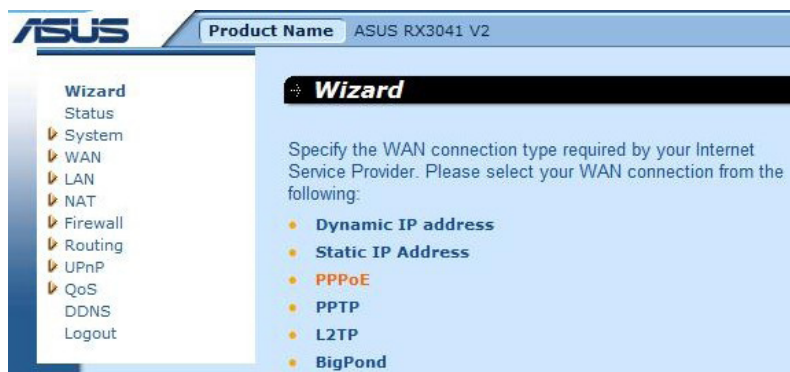 ASUS
Product Name ASUS RX3041 V2
Wizard
Status
System
WAN
LAN
NAT
Firewall
Routing
UPnP
QoS
DDNS
Logout
Wizard
Specify the WAN connection type required by your Internet
Service Provider. Please select your WAN connection from the
following:
Dynamic IP address
Static IP Address
PPPoE
PPTP
L2TP
BigPond